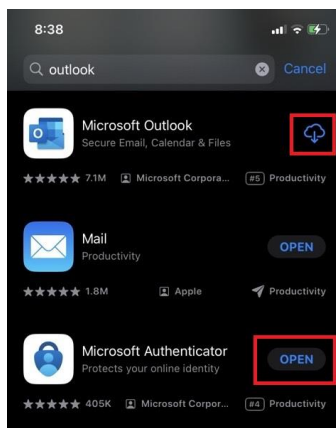 8:38
outlook Cancel
Microsoft Outlook
Secure Email, Calendar & Files
7.1M Microsoft Corpora... #5 Productivity
Mail
Productivity
OPEN
1.8M Apple Productivity
Microsoft Authenticator
Protects your online identity
OPEN
405K Microsoft Corpor... #4 Productivity